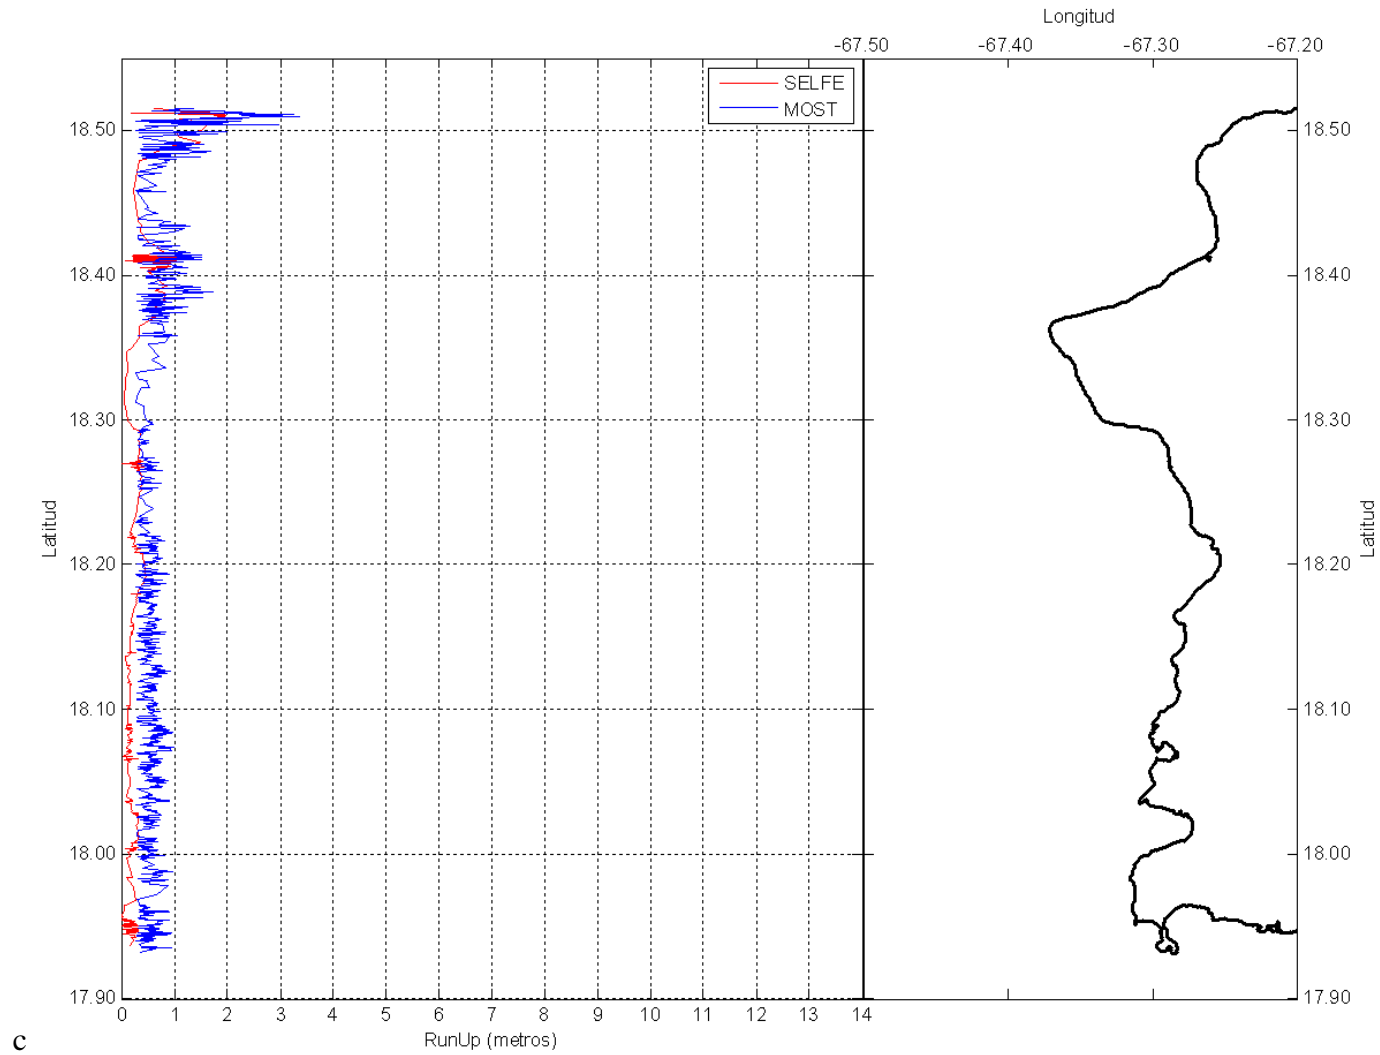 Longitud
-67.50 -67.40 -67.30 -67.20
SELFE
MOST
18.50 18.50
18.40 18.40
18.30 18.30
Latitud Latitud
18.20 18.20
18.10 18.10
18.00 18.00
17.90 17.90
0 1 2 3 4 5 6 7 8 9 10 11 12 13 14
RunUp (metros)
c